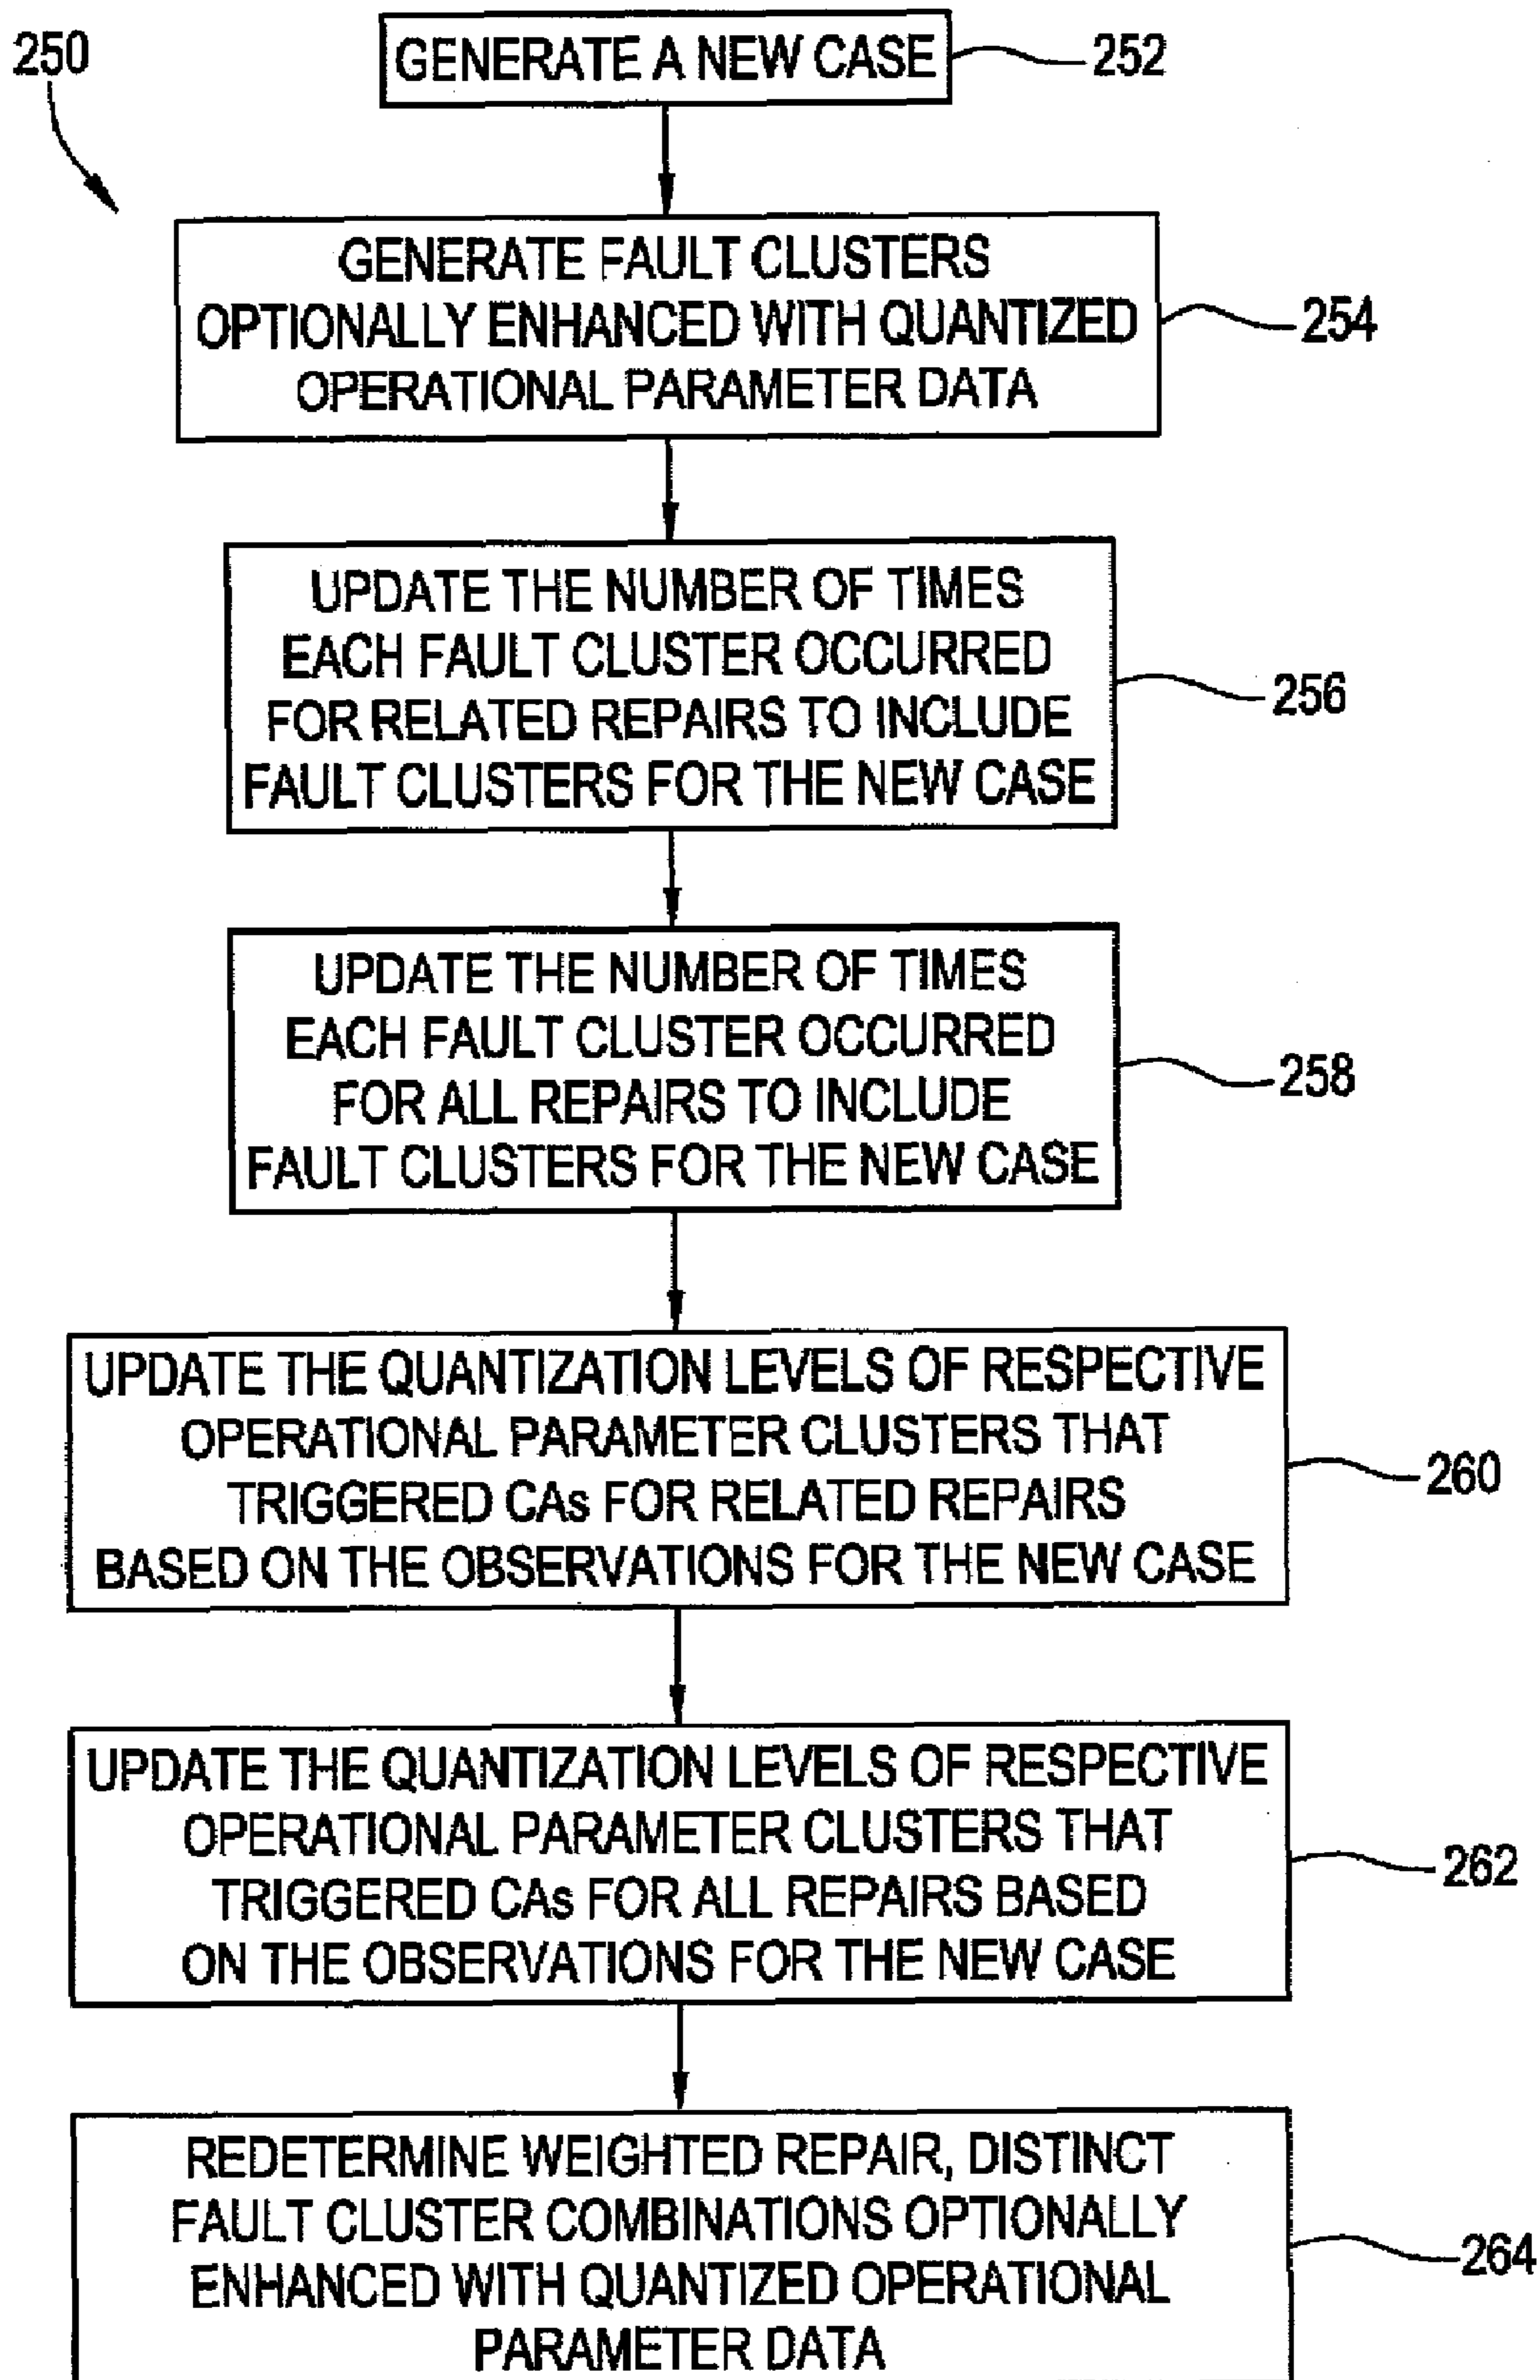 250
GENERATE A NEW CASE
252
GENERATE FAULT CLUSTERS
OPTIONALLY ENHANCED WITH QUANTIZED
OPERATIONAL PARAMETER DATA
254
UPDATE THE NUMBER OF TIMES
EACH FAULT CLUSTER OCCURRED
FOR RELATED REPAIRS TO INCLUDE
FAULT CLUSTERS FOR THE NEW CASE
256
UPDATE THE NUMBER OF TIMES
EACH FAULT CLUSTER OCCURRED
FOR ALL REPAIRS TO INCLUDE
FAULT CLUSTERS FOR THE NEW CASE
258
UPDATE THE QUANTIZATION LEVELS OF RESPECTIVE
OPERATIONAL PARAMETER CLUSTERS THAT
TRIGGERED CAs FOR RELATED REPAIRS
BASED ON THE OBSERVATIONS FOR THE NEW CASE
260
UPDATE THE QUANTIZATION LEVELS OF RESPECTIVE
OPERATIONAL PARAMETER CLUSTERS THAT
TRIGGERED CAs FOR ALL REPAIRS BASED
ON THE OBSERVATIONS FOR THE NEW CASE
262
REDETERMINE WEIGHTED REPAIR, DISTINCT
FAULT CLUSTER COMBINATIONS OPTIONALLY
ENHANCED WITH QUANTIZED OPERATIONAL
PARAMETER DATA
264